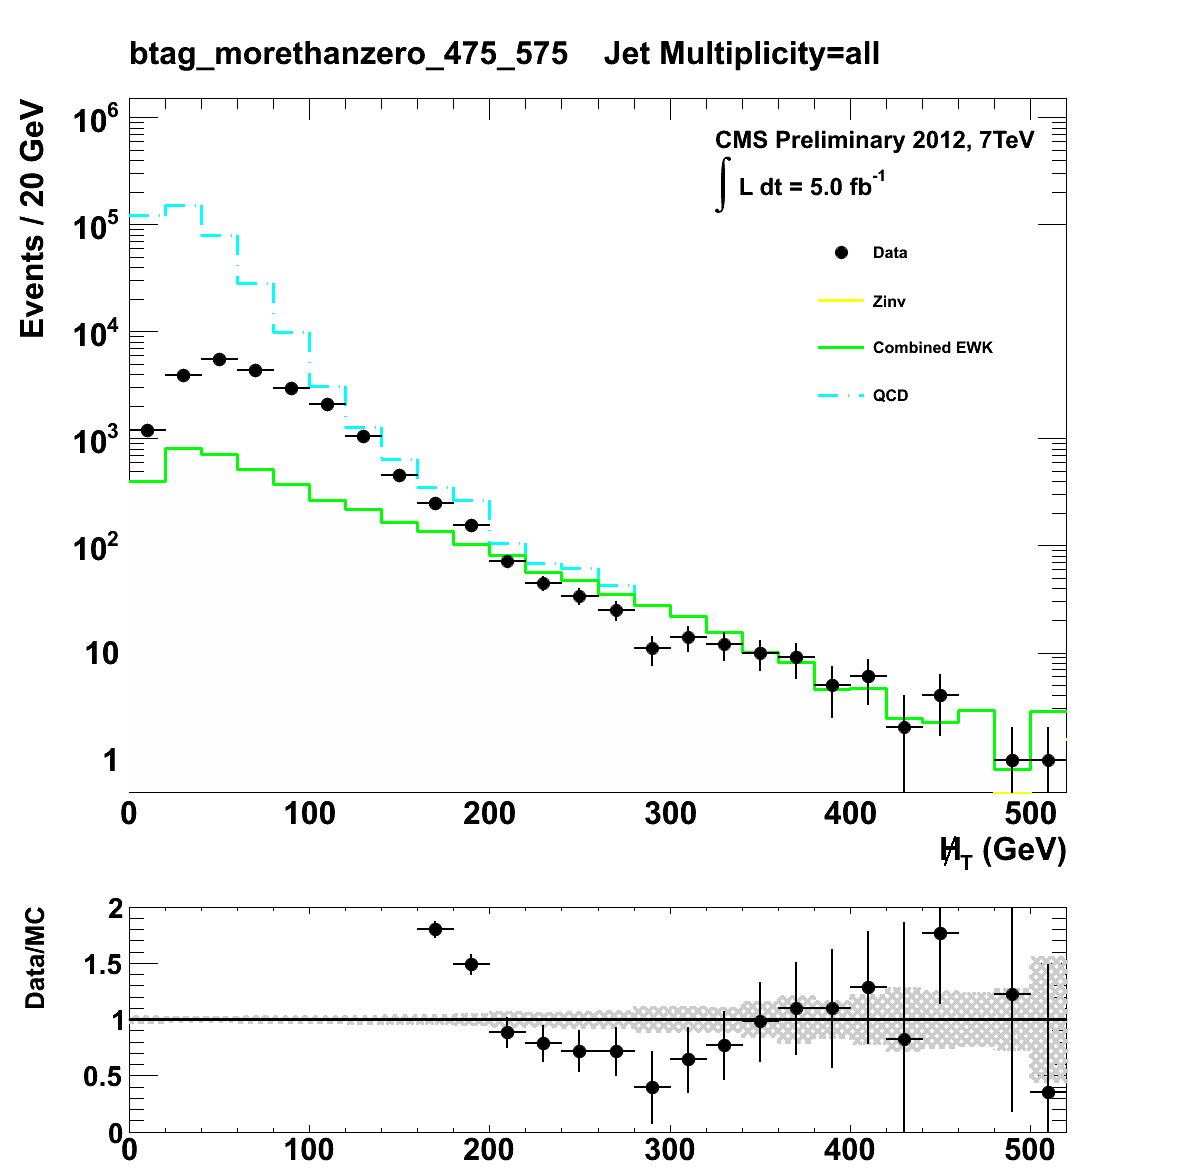 btag_morethanzero_475_575 Jet Multiplicity=all
Events / 20 GeV
10^6
10^5
10^4
10^3
10^2
10
1
CMS Preliminary 2012, 7TeV
∫ L dt = 5.0 fb^-1
Data
Zinv
Combined EWK
QCD
0 100 200 300 400 500
H̸_T (GeV)
Data/MC
2
1.5
1
0.5
0
0 100 200 300 400 500